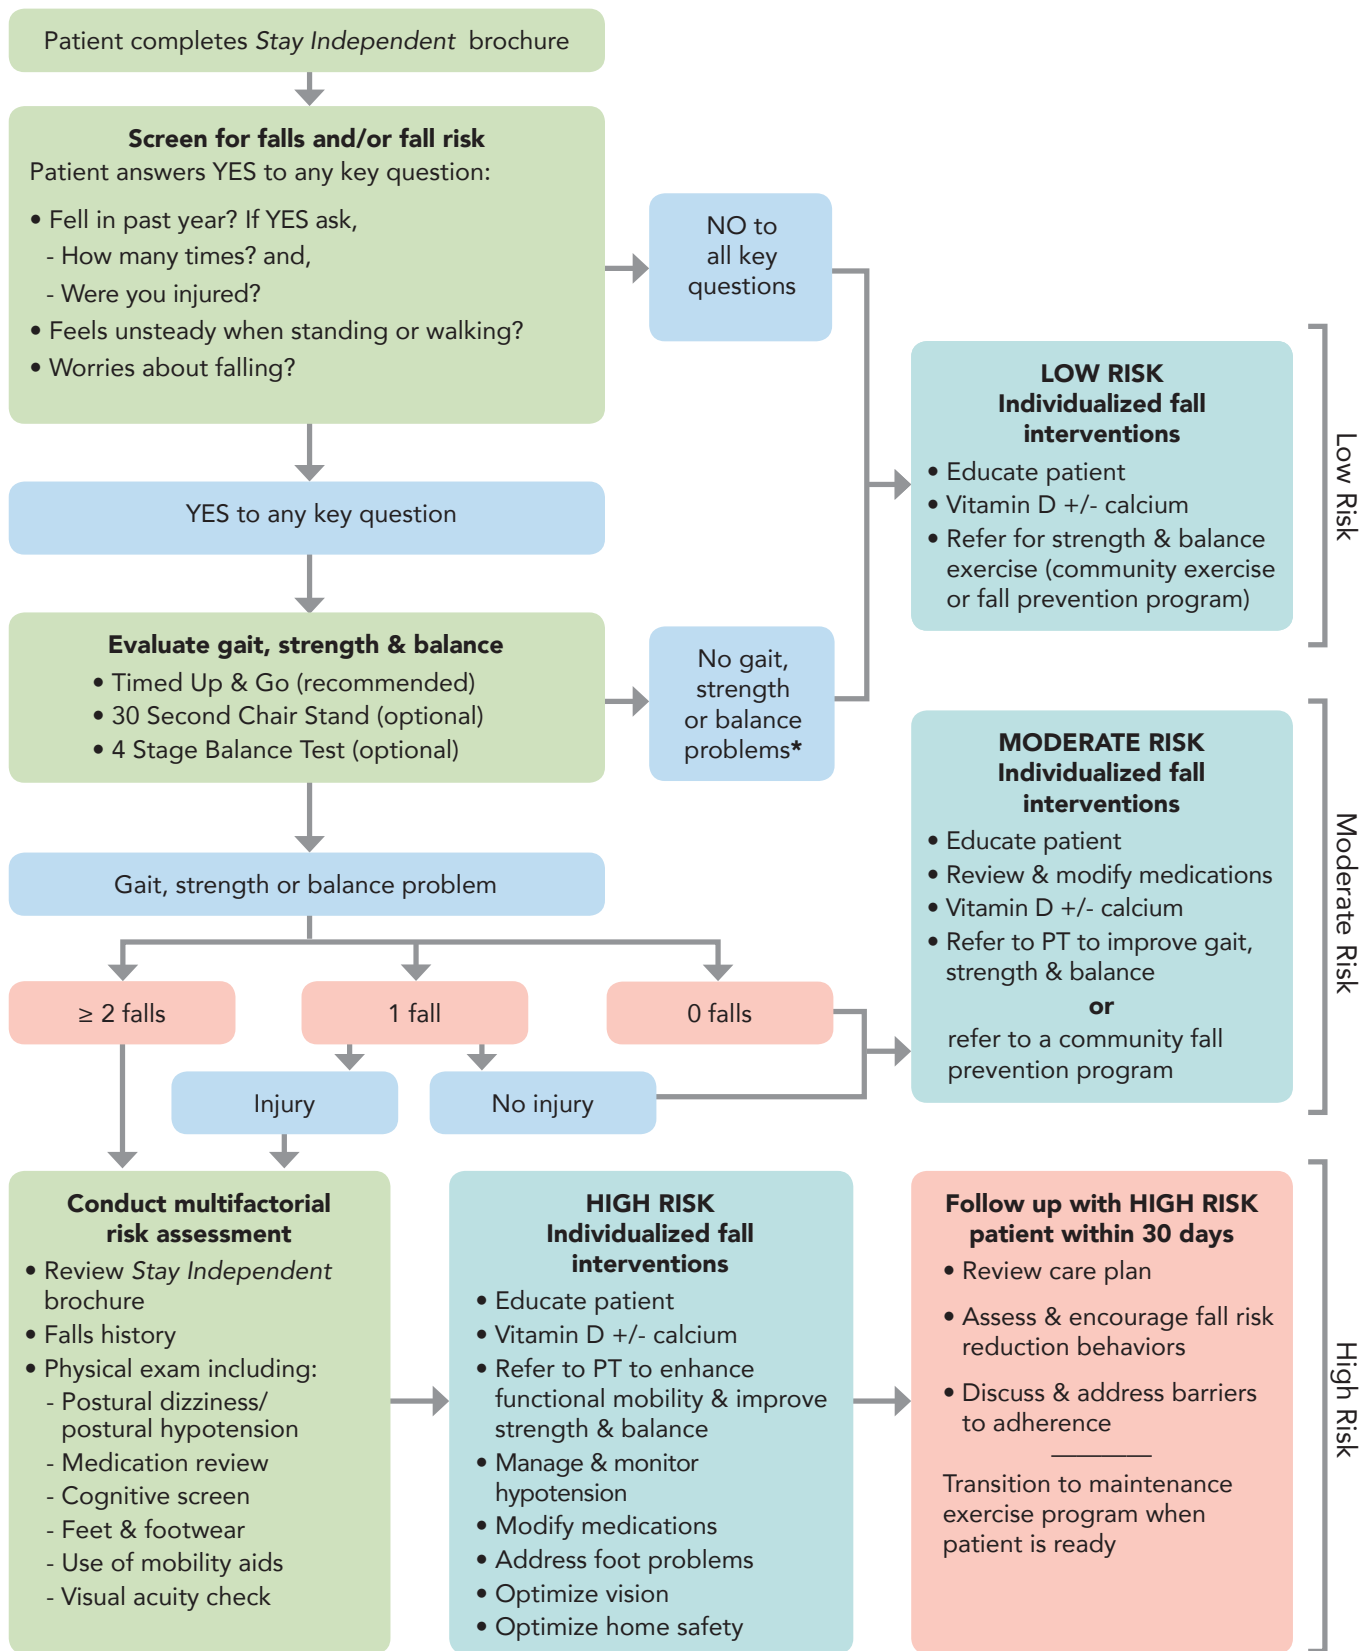 Patient completes Stay Independent brochure
Screen for falls and/or fall risk
Patient answers YES to any key question:
• Fell in past year? If YES ask,
- How many times? and,
- Were you injured?
• Feels unsteady when standing or walking?
• Worries about falling?
NO to
all key
questions
YES to any key question
Evaluate gait, strength & balance
• Timed Up & Go (recommended)
• 30 Second Chair Stand (optional)
• 4 Stage Balance Test (optional)
No gait,
strength
or balance
problems*
LOW RISK
Individualized fall
interventions
• Educate patient
• Vitamin D +/- calcium
• Refer for strength & balance
exercise (community exercise
or fall prevention program)
Low Risk
Gait, strength or balance problem
≥ 2 falls
1 fall
0 falls
Injury
No injury
MODERATE RISK
Individualized fall
interventions
• Educate patient
• Review & modify medications
• Vitamin D +/- calcium
• Refer to PT to improve gait,
strength & balance
or
refer to a community fall
prevention program
Moderate Risk
Conduct multifactorial
risk assessment
• Review Stay Independent
brochure
• Falls history
• Physical exam including:
- Postural dizziness/
postural hypotension
- Medication review
- Cognitive screen
- Feet & footwear
- Use of mobility aids
- Visual acuity check
HIGH RISK
Individualized fall
interventions
• Educate patient
• Vitamin D +/- calcium
• Refer to PT to enhance
functional mobility & improve
strength & balance
• Manage & monitor
hypotension
• Modify medications
• Address foot problems
• Optimize vision
• Optimize home safety
Follow up with HIGH RISK
patient within 30 days
• Review care plan
• Assess & encourage fall risk
reduction behaviors
• Discuss & address barriers
to adherence
Transition to maintenance
exercise program when
patient is ready
High Risk